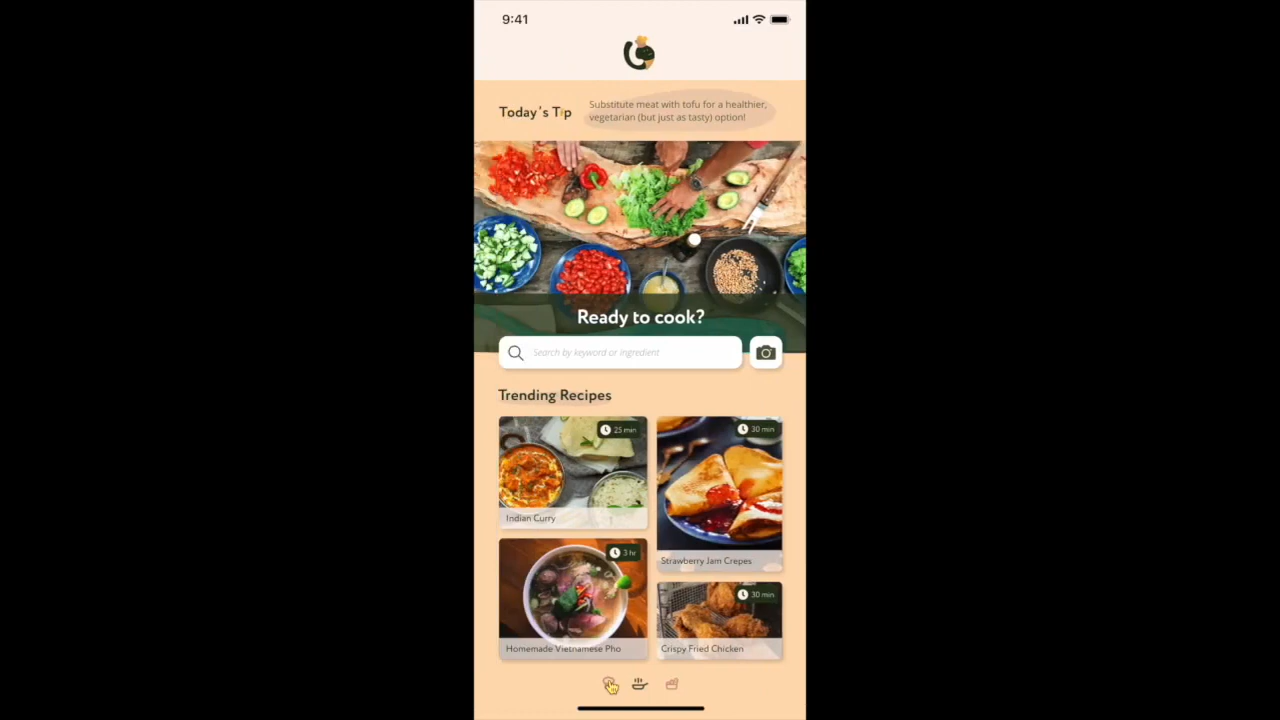 9:41
Today's Tip
Substitute meat with tofu for a healthier,
vegetarian (but just as tasty) option!
Ready to cook?
Search by keyword or ingredient
Trending Recipes
25 min
Indian Curry
30 min
Strawberry Jam Crepes
3 hr
Homemade Vietnamese Pho
30 min
Crispy Fried Chicken